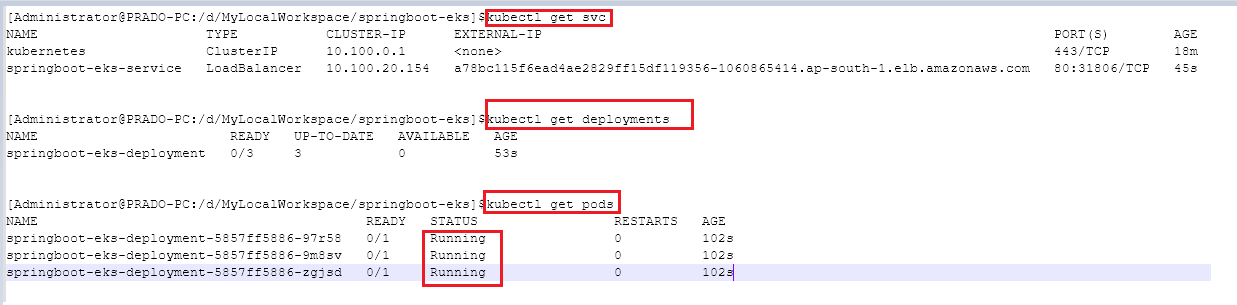 [Administrator@PRADO-PC:/d/MyLocalWorkspace/springboot-eks]$kubectl get svc
NAME TYPE CLUSTER-IP EXTERNAL-IP PORT(S) AGE
kubernetes ClusterIP 10.100.0.1 <none> 443/TCP 18m
springboot-eks-service LoadBalancer 10.100.20.154 a78bc115f6ead4ae2829ff15df119356-1060865414.ap-south-1.elb.amazonaws.com 80:31806/TCP 45s
[Administrator@PRADO-PC:/d/MyLocalWorkspace/springboot-eks]$kubectl get deployments
NAME READY UP-TO-DATE AVAILABLE AGE
springboot-eks-deployment 0/3 3 0 53s
[Administrator@PRADO-PC:/d/MyLocalWorkspace/springboot-eks]$kubectl get pods
NAME READY STATUS RESTARTS AGE
springboot-eks-deployment-5857ff5886-97r58 0/1 Running 0 102s
springboot-eks-deployment-5857ff5886-9m8sv 0/1 Running 0 102s
springboot-eks-deployment-5857ff5886-zgjsd 0/1 Running 0 102s